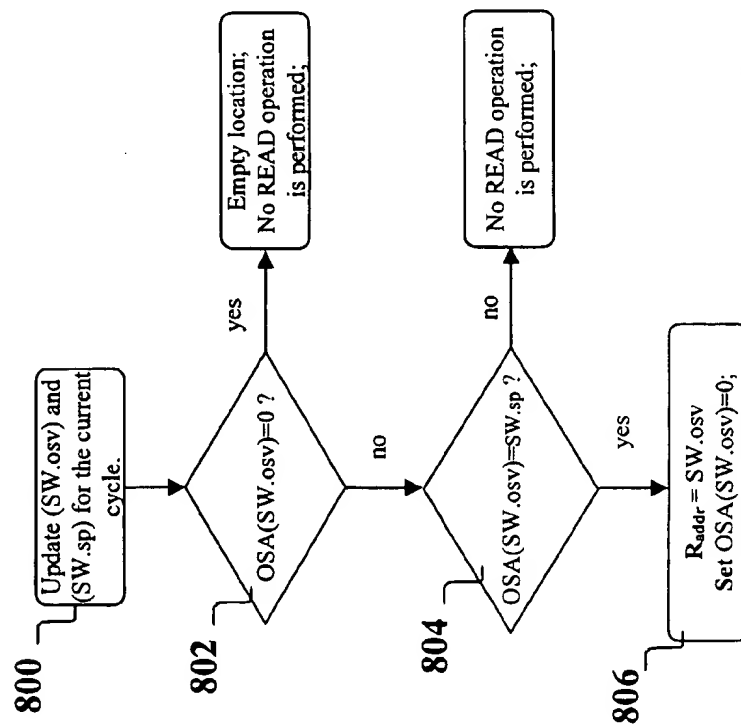 800
Update (SW.osv) and
(SW.sp) for the current
cycle.
802
OSA(SW.osv)=0 ?
yes
Empty location;
No READ operation
is performed;
no
804
OSA(SW.osv)=SW.sp ?
no
No READ operation
is performed;
yes
806
Raddr = SW.osv
Set OSA(SW.osv)=0;